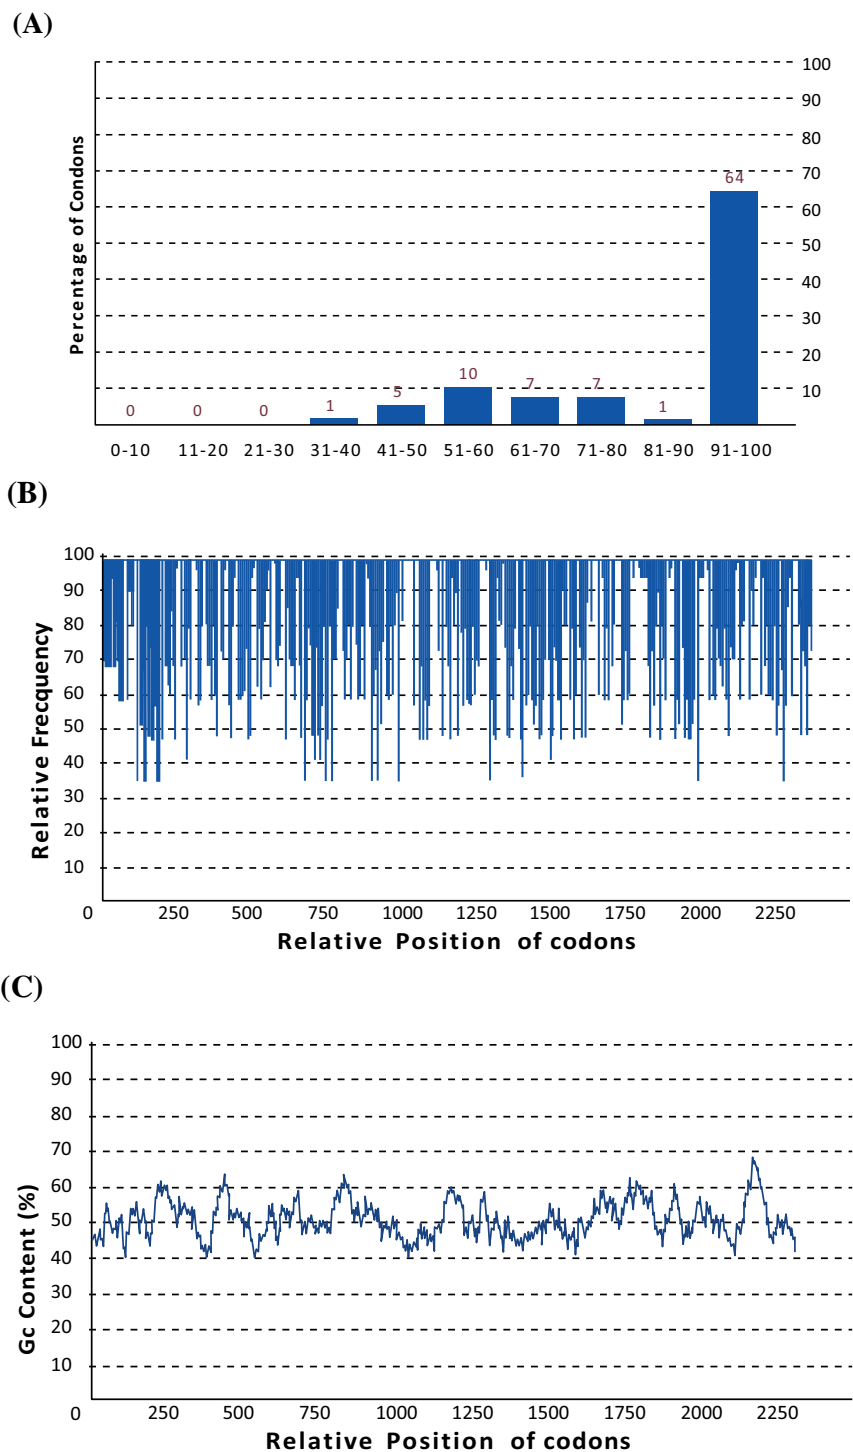 (A)
Percentage of Condons
100
90
80
70
60
50
40
30
20
10
0 0 0 1 5 10 7 7 1 64
0-10 11-20 21-30 31-40 41-50 51-60 61-70 71-80 81-90 91-100
(B)
Relative Frecquency
100
90
80
70
60
50
40
30
20
10
0 250 500 750 1000 1250 1500 1750 2000 2250
Relative Position of codons
(C)
Gc Content (%)
100
90
80
70
60
50
40
30
20
10
0 250 500 750 1000 1250 1500 1750 2000 2250
Relative Position of codons